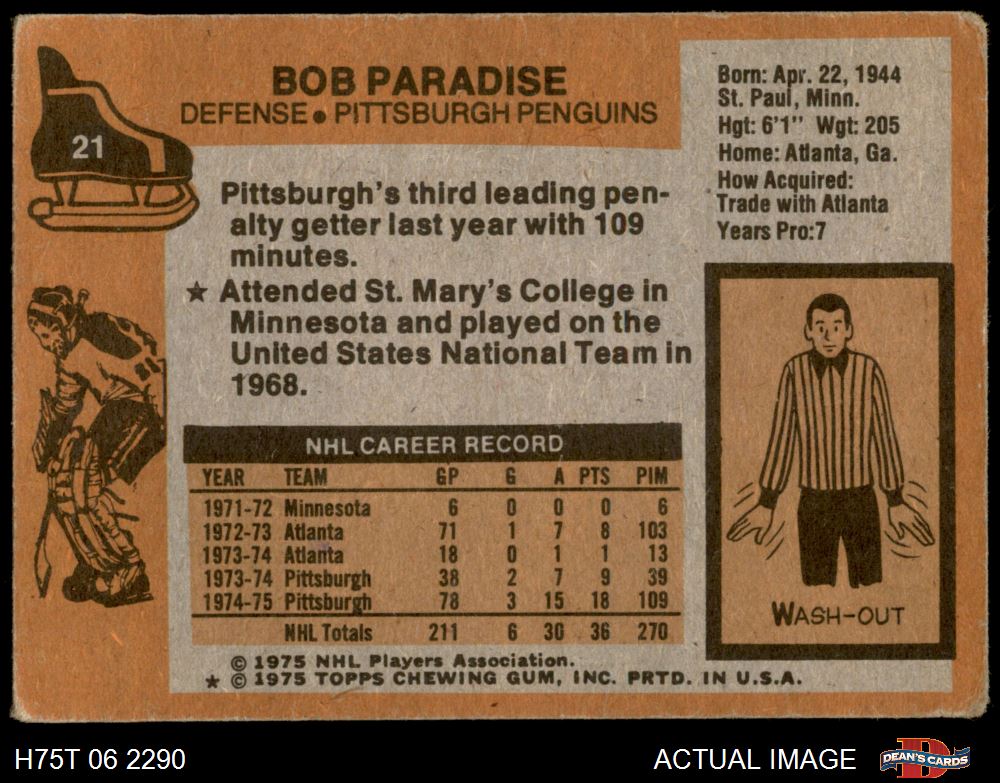 21
BOB PARADISE
DEFENSE • PITTSBURGH PENGUINS
Born: Apr. 22, 1944
St. Paul, Minn.
Hgt: 6'1" Wgt: 205
Home: Atlanta, Ga.
How Acquired:
Trade with Atlanta
Years Pro:7
Pittsburgh's third leading pen-
alty getter last year with 109
minutes.
★ Attended St. Mary's College in
Minnesota and played on the
United States National Team in
1968.
NHL CAREER RECORD
YEAR TEAM GP G A PTS PIM
1971-72 Minnesota 6 0 0 0 6
1972-73 Atlanta 71 1 7 8 103
1973-74 Atlanta 18 0 1 1 13
1973-74 Pittsburgh 38 2 7 9 39
1974-75 Pittsburgh 78 3 15 18 109
NHL Totals 211 6 30 36 270
WASH-OUT
© 1975 NHL Players Association.
★ © 1975 TOPPS CHEWING GUM, INC. PRTD. IN U.S.A.
H75T 06 2290
ACTUAL IMAGE
D
DEAN'S CARDS